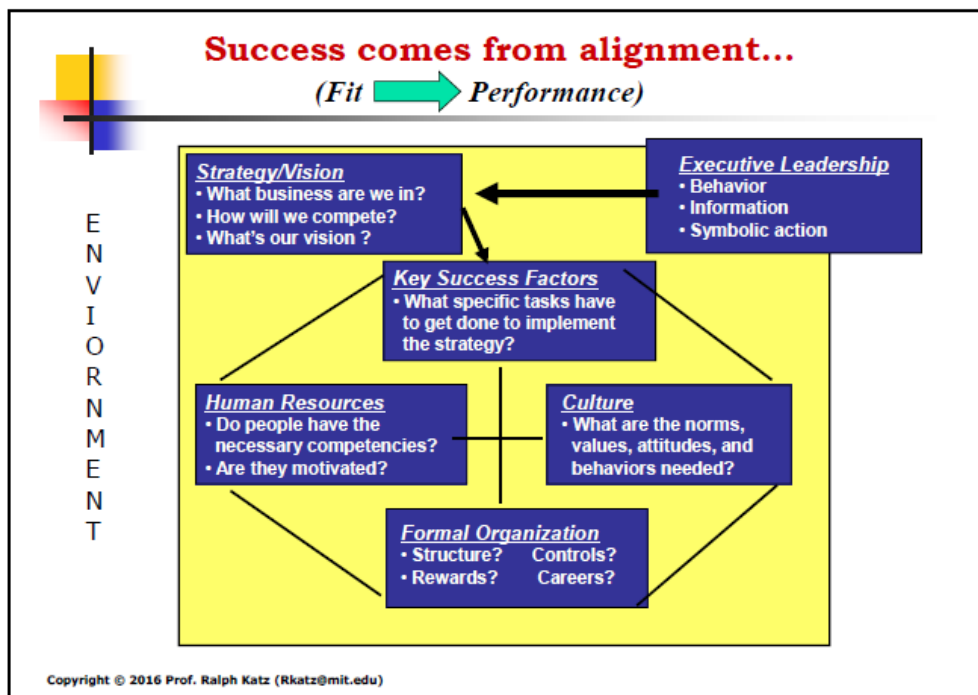 Success comes from alignment...
(Fit Performance)
E
N
V
I
O
R
N
M
E
N
T
Strategy/Vision
• What business are we in?
• How will we compete?
• What's our vision ?
Executive Leadership
• Behavior
• Information
• Symbolic action
Key Success Factors
• What specific tasks have
to get done to implement
the strategy?
Human Resources
• Do people have the
necessary competencies?
• Are they motivated?
Culture
• What are the norms,
values, attitudes, and
behaviors needed?
Formal Organization
• Structure? Controls?
• Rewards? Careers?
Copyright © 2016 Prof. Ralph Katz (Rkatz@mit.edu)